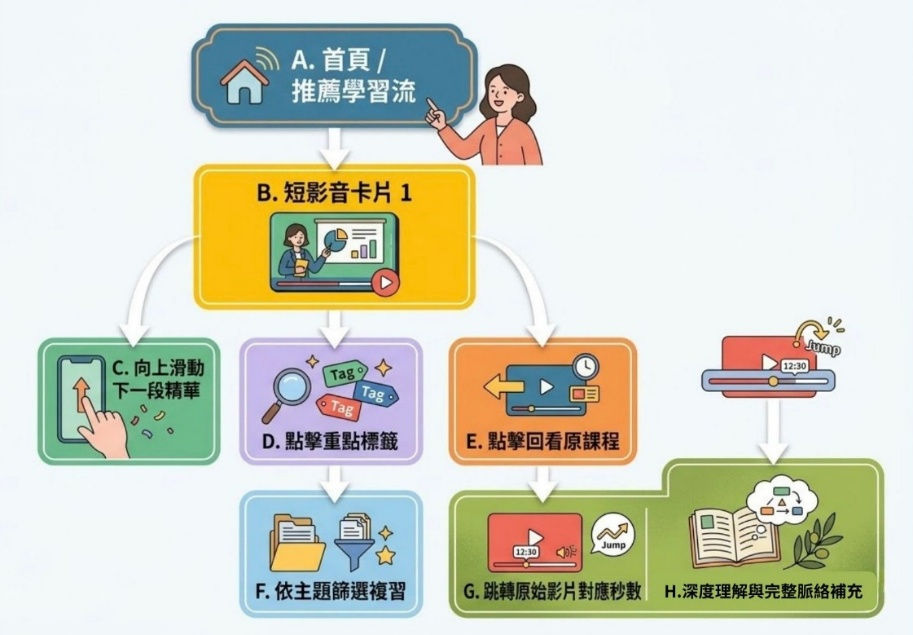 A. 首頁 /
推薦學習流
B. 短影音卡片 1
C. 向上滑動
下一段精華
Tag
Tag
Tag
D. 點擊重點標籤
E. 點擊回看原課程
Jump
12:30
F. 依主題篩選複習
12:30
Jump
G. 跳轉原始影片對應秒數
H.深度理解與完整脈絡補充